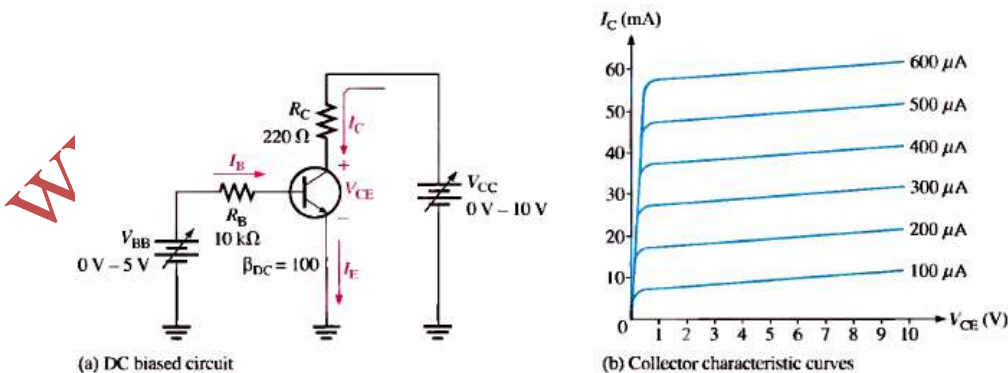 W
R_C
220 Ω
I_C
+
V_CE
−
I_B
R_B
10 kΩ
V_BB
0 V – 5 V
β_DC = 100
I_E
V_CC
0 V – 10 V
(a) DC biased circuit
I_C (mA)
60
50
40
30
20
10
0
1 2 3 4 5 6 7 8 9 10
V_CE (V)
600 μA
500 μA
400 μA
300 μA
200 μA
100 μA
(b) Collector characteristic curves